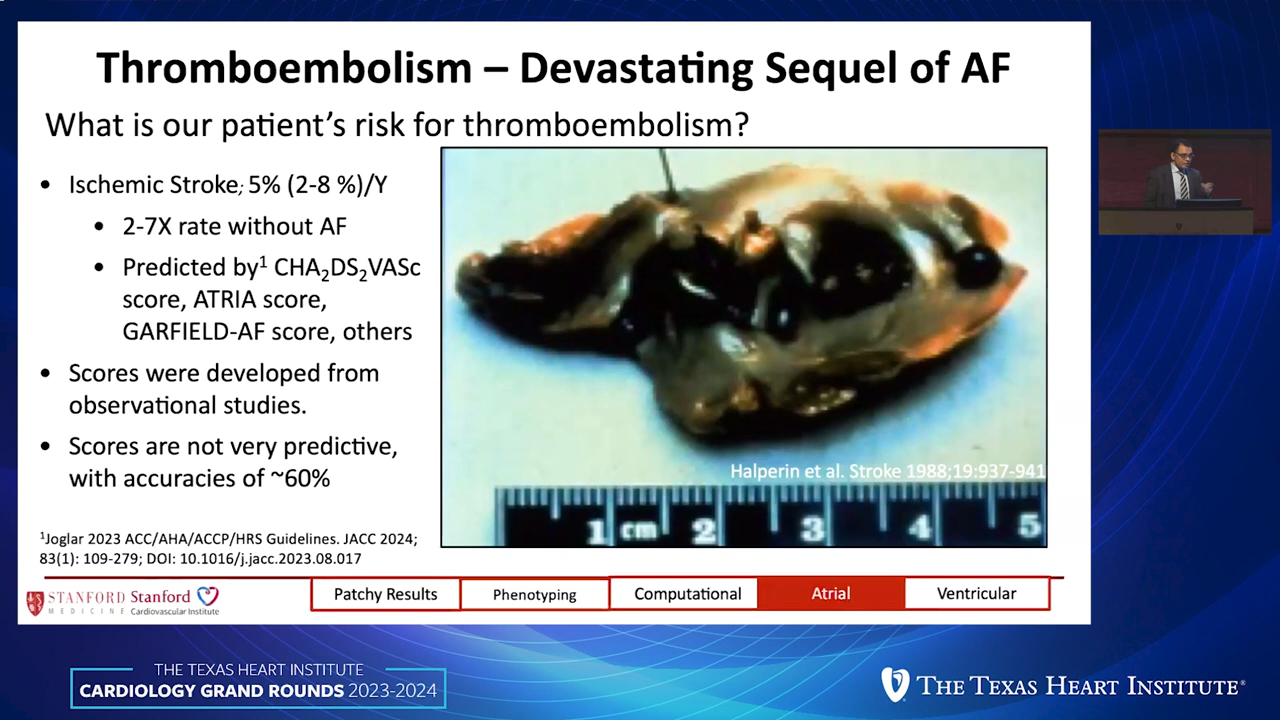 Thromboembolism – Devastating Sequel of AF
What is our patient's risk for thromboembolism?
• Ischemic Stroke; 5% (2-8 %)/Y
• 2-7X rate without AF
• Predicted by¹ CHA₂DS₂VASc
score, ATRIA score,
GARFIELD-AF score, others
• Scores were developed from
observational studies.
• Scores are not very predictive,
with accuracies of ~60%
Halperin et al. Stroke 1988;19:937-941
1 cm 2 3 4 5
¹Joglar 2023 ACC/AHA/ACCP/HRS Guidelines. JACC 2024;
83(1): 109-279; DOI: 10.1016/j.jacc.2023.08.017
STANFORD
MEDICINE
Stanford
Cardiovascular Institute
Patchy Results
Phenotyping
Computational
Atrial
Ventricular
THE TEXAS HEART INSTITUTE
CARDIOLOGY GRAND ROUNDS 2023-2024
THE TEXAS HEART INSTITUTE®